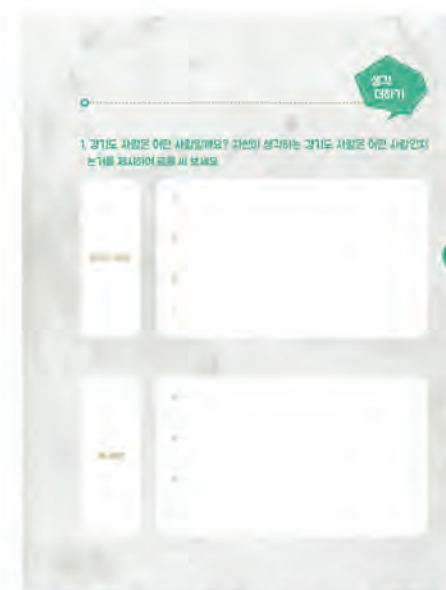 생각
더하기
1. 경기도 사람은 어떤 사람일까요? 자신이 생각하는 경기도 사람은 어떤 사람인지
논거를 제시하여 글을 써 보세요